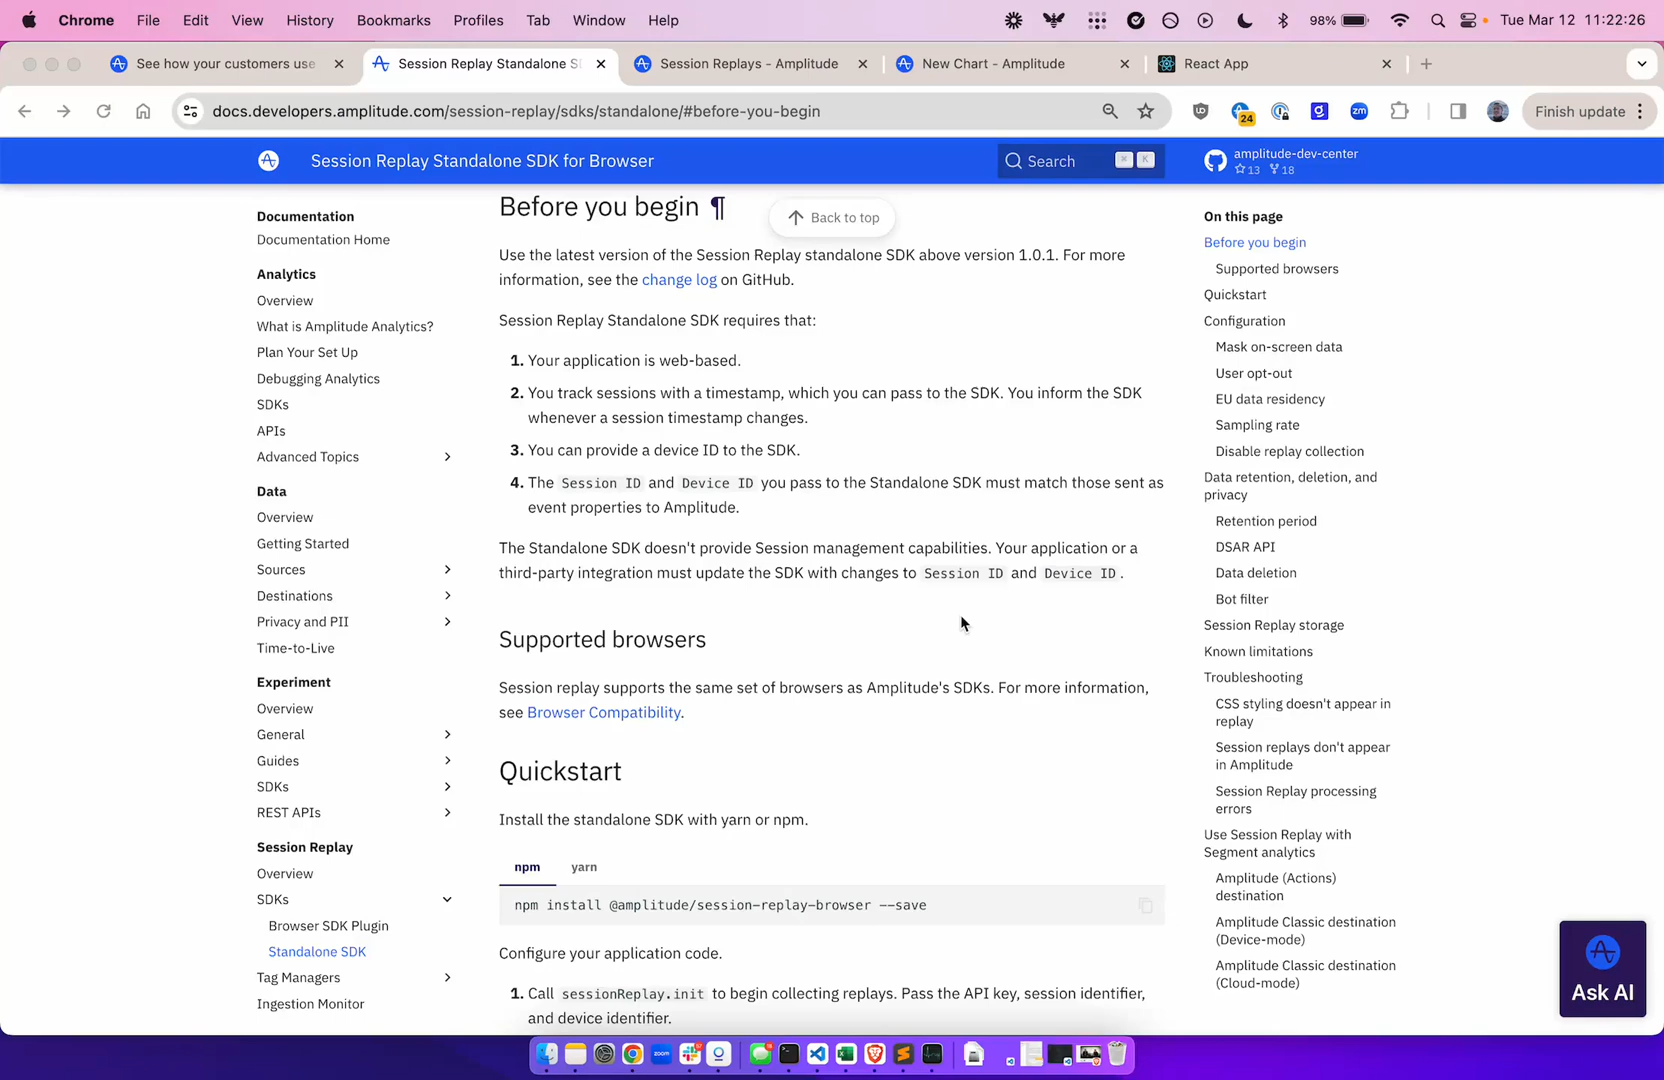 Chrome File Edit View History Bookmarks Profiles Tab Window Help 98% Tue Mar 12 11:22:26
See how your customers use
Session Replay Standalone S
Session Replays - Amplitude
New Chart - Amplitude
React App
docs.developers.amplitude.com/session-replay/sdks/standalone/#before-you-begin
24
zm
Finish update
Session Replay Standalone SDK for Browser
Search
K
amplitude-dev-center
13 18
Documentation
Documentation Home
Analytics
Overview
What is Amplitude Analytics?
Plan Your Set Up
Debugging Analytics
SDKs
APIs
Advanced Topics
Data
Overview
Getting Started
Sources
Destinations
Privacy and PII
Time-to-Live
Experiment
Overview
General
Guides
SDKs
REST APIs
Session Replay
Overview
SDKs
Browser SDK Plugin
Standalone SDK
Tag Managers
Ingestion Monitor
Before you begin ¶
Back to top
Use the latest version of the Session Replay standalone SDK above version 1.0.1. For more
information, see the change log on GitHub.
Session Replay Standalone SDK requires that:
1. Your application is web-based.
2. You track sessions with a timestamp, which you can pass to the SDK. You inform the SDK
whenever a session timestamp changes.
3. You can provide a device ID to the SDK.
4. The Session ID and Device ID you pass to the Standalone SDK must match those sent as
event properties to Amplitude.
The Standalone SDK doesn't provide Session management capabilities. Your application or a
third-party integration must update the SDK with changes to Session ID and Device ID.
Supported browsers
Session replay supports the same set of browsers as Amplitude's SDKs. For more information,
see Browser Compatibility.
Quickstart
Install the standalone SDK with yarn or npm.
npm yarn
npm install @amplitude/session-replay-browser --save
Configure your application code.
1. Call sessionReplay.init to begin collecting replays. Pass the API key, session identifier,
and device identifier.
On this page
Before you begin
Supported browsers
Quickstart
Configuration
Mask on-screen data
User opt-out
EU data residency
Sampling rate
Disable replay collection
Data retention, deletion, and
privacy
Retention period
DSAR API
Data deletion
Bot filter
Session Replay storage
Known limitations
Troubleshooting
CSS styling doesn't appear in
replay
Session replays don't appear
in Amplitude
Session Replay processing
errors
Use Session Replay with
Segment analytics
Amplitude (Actions)
destination
Amplitude Classic destination
(Device-mode)
Amplitude Classic destination
(Cloud-mode)
Ask AI
zoom